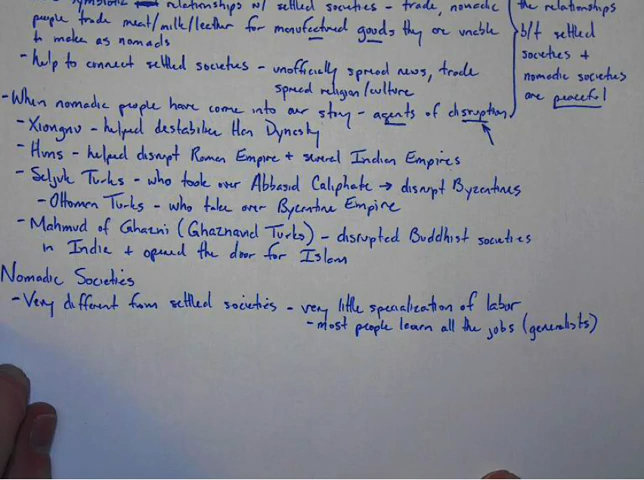 symbiotic relationships w/ settled societies - trade, nomadic
people trade meat/milk/leather for manufactured goods they are unable
to make as nomads
- help to connect settled societies - unofficially spread news, trade
spread religion/culture
the relationships
b/t settled
societies +
nomadic societies
are peaceful
- When nomadic people have come into our story - agents of disruption
- Xiongnu - helped destabilize Han Dynasty
- Huns - helped disrupt Roman Empire + several Indian Empires
- Seljuk Turks - who took over Abbasid Caliphate → disrupt Byzantines
- Ottoman Turks - who take over Byzantine Empire
- Mahmud of Ghazni (Ghaznavid Turks) - disrupted Buddhist societies
in India + opened the door for Islam
Nomadic Societies
- Very different from settled societies - very little specialization of labor
- most people learn all the jobs (generalists)